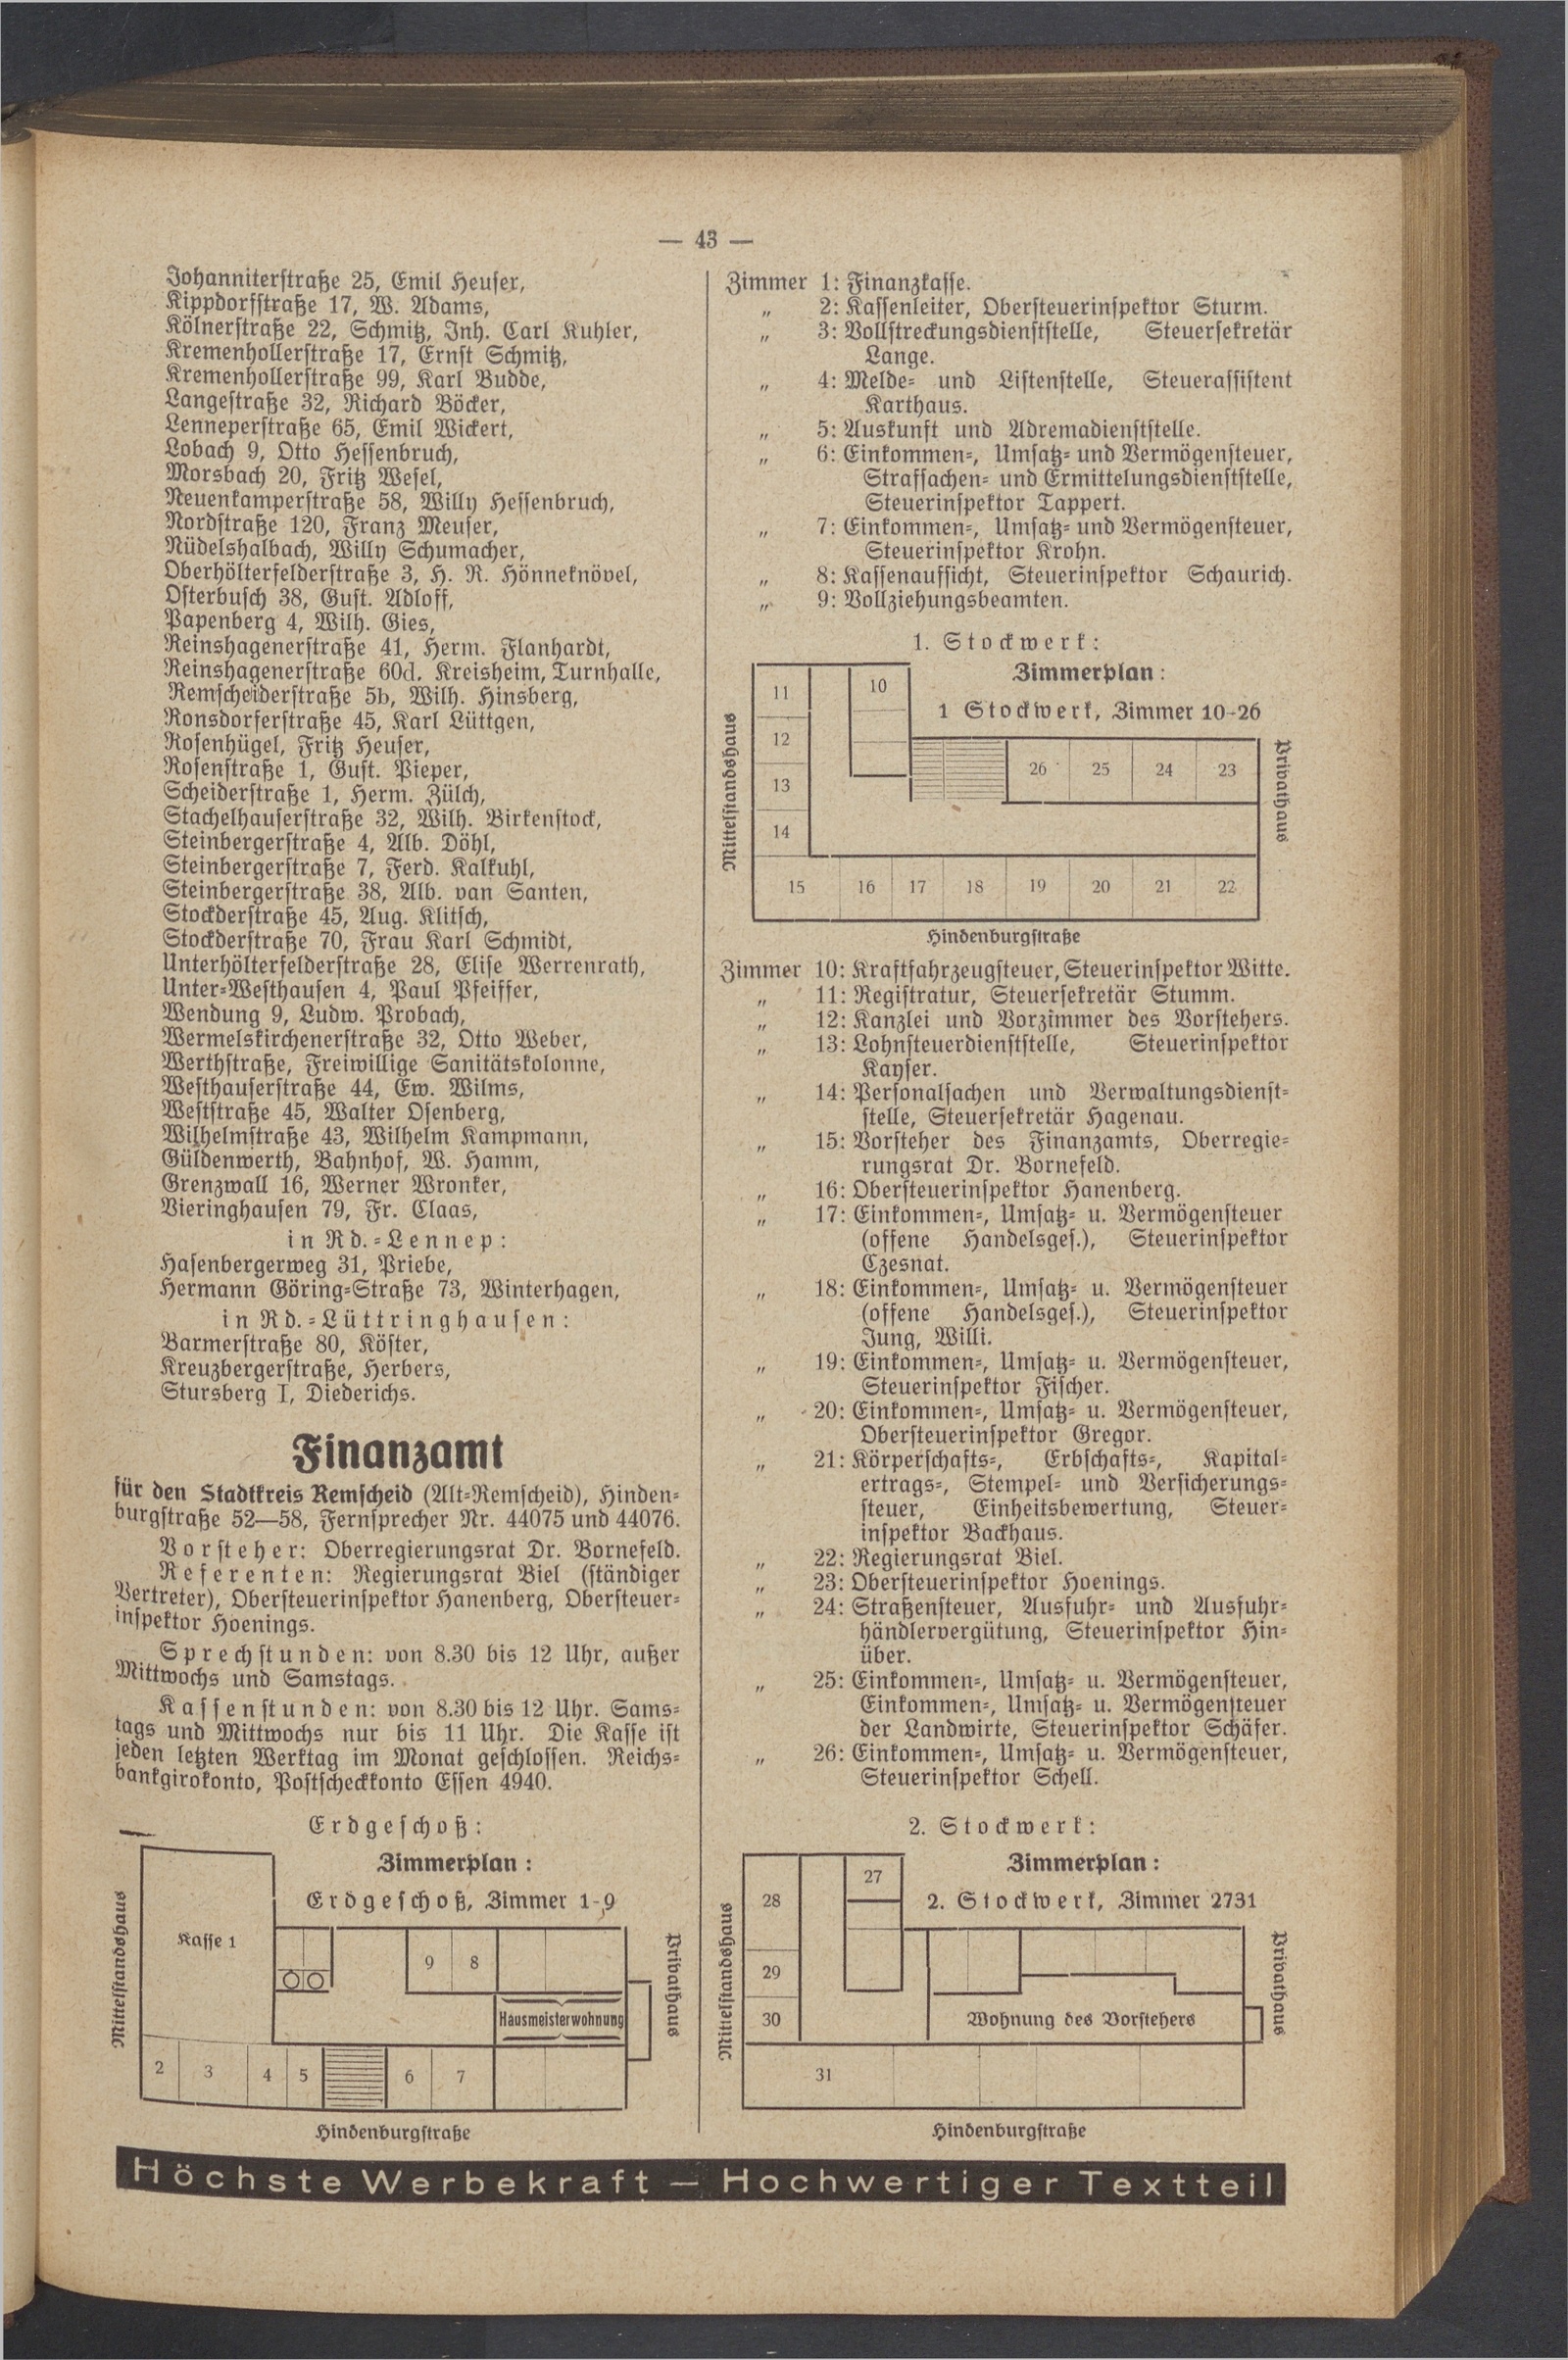 — 43 —
Johanniterstraße 25, Emil Heuser,
Kippdorfstraße 17, W. Adams,
Kölnerstraße 22, Schmitz, Inh. Carl Kuhler,
Kremenhollerstraße 17, Ernst Schmitz,
Kremenhollerstraße 99, Karl Budde,
Langestraße 32, Richard Böcker,
Lenneperstraße 65, Emil Wickert,
Lobach 9, Otto Hessenbruch,
Morsbach 20, Fritz Wesel,
Neuenkamperstraße 58, Willy Hessenbruch,
Nordstraße 120, Franz Meuser,
Nüdelshalbach, Willy Schumacher,
Oberhölterfelderstraße 3, H. R. Hönneknövel,
Osterbusch 38, Gust. Adloff,
Papenberg 4, Wilh. Gies,
Reinshagenerstraße 41, Herm. Flanhardt,
Reinshagenerstraße 60d, Kreisheim, Turnhalle,
Remscheiderstraße 5b, Wilh. Hinsberg,
Ronsdorferstraße 45, Karl Lüttgen,
Rosenhügel, Fritz Heuser,
Rosenstraße 1, Gust. Pieper,
Scheiderstraße 1, Herm. Zülch,
Stachelhauserstraße 32, Wilh. Birkenstock,
Steinbergerstraße 4, Alb. Döhl,
Steinbergerstraße 7, Ferd. Kalkuhl,
Steinbergerstraße 38, Alb. van Santen,
Stockderstraße 45, Aug. Klitsch,
Stockderstraße 70, Frau Karl Schmidt,
Unterhölterfelderstraße 28, Elise Werrenrath,
Unter-Westhausen 4, Paul Pfeiffer,
Wendung 9, Ludw. Probach,
Wermelskirchenerstraße 32, Otto Weber,
Werthstraße, Freiwillige Sanitätskolonne,
Westhauserstraße 44, Ew. Wilms,
Weststraße 45, Walter Osenberg,
Wilhelmstraße 43, Wilhelm Kampmann,
Güldenwerth, Bahnhof, W. Hamm,
Grenzwall 16, Werner Wronker,
Vieringhausen 79, Fr. Claas,
in Rd.-Lennep:
Hasenbergerweg 31, Priebe,
Hermann Göring-Straße 73, Winterhagen,
in Rd.-Lüttringhausen:
Barmerstraße 80, Köster,
Kreuzbergerstraße, Herbers,
Stursberg I, Diederichs.
Finanzamt
für den Stadtkreis Remscheid (Alt-Remscheid), Hinden-
burgstraße 52—58, Fernsprecher Nr. 44075 und 44076.
Vorsteher: Oberregierungsrat Dr. Bornefeld.
Referenten: Regierungsrat Biel (ständiger
Vertreter), Obersteuerinspektor Hanenberg, Obersteuer-
inspektor Hoenings.
Sprechstunden: von 8.30 bis 12 Uhr, außer
Mittwochs und Samstags.
Kassenstunden: von 8.30 bis 12 Uhr. Sams-
tags und Mittwochs nur bis 11 Uhr. Die Kasse ist
jeden letzten Werktag im Monat geschlossen. Reichs-
bankgirokonto, Postscheckkonto Essen 4940.
Erdgeschoß:
Zimmerplan:
Erdgeschoß, Zimmer 1-9
Mittelstandshaus
Kasse 1
9 8
Hausmeisterwohnung
Privathaus
2 3 4 5 6 7
Hindenburgstraße
Zimmer 1: Finanzkasse.
„ 2: Kassenleiter, Obersteuerinspektor Sturm.
„ 3: Vollstreckungsdienststelle, Steuersekretär
Lange.
„ 4: Melde- und Listenstelle, Steuerassistent
Karthaus.
„ 5: Auskunft und Adremadienststelle.
„ 6: Einkommen-, Umsatz- und Vermögensteuer,
Strafsachen- und Ermittelungsdienststelle,
Steuerinspektor Tappert.
„ 7: Einkommen-, Umsatz- und Vermögensteuer,
Steuerinspektor Krohn.
„ 8: Kassenaufsicht, Steuerinspektor Schaurich.
„ 9: Vollziehungsbeamten.
1. Stockwerk:
Zimmerplan:
1 Stockwerk, Zimmer 10-26
Mittelstandshaus
11
10
12
13
26 25 24 23
Privathaus
14
15 16 17 18 19 20 21 22
Hindenburgstraße
Zimmer 10: Kraftfahrzeugsteuer, Steuerinspektor Witte.
„ 11: Registratur, Steuersekretär Stumm.
„ 12: Kanzlei und Vorzimmer des Vorstehers.
„ 13: Lohnsteuerdienststelle, Steuerinspektor
Kayser.
„ 14: Personalsachen und Verwaltungsdienst-
stelle, Steuersekretär Hagenau.
„ 15: Vorsteher des Finanzamts, Oberregie-
rungsrat Dr. Bornefeld.
„ 16: Obersteuerinspektor Hanenberg.
„ 17: Einkommen-, Umsatz- u. Vermögensteuer
(offene Handelsges.), Steuerinspektor
Czesnat.
„ 18: Einkommen-, Umsatz- u. Vermögensteuer
(offene Handelsges.), Steuerinspektor
Jung, Willi.
„ 19: Einkommen-, Umsatz- u. Vermögensteuer,
Steuerinspektor Fischer.
„ 20: Einkommen-, Umsatz- u. Vermögensteuer,
Obersteuerinspektor Gregor.
„ 21: Körperschafts-, Erbschafts-, Kapital-
ertrags-, Stempel- und Versicherungs-
steuer, Einheitsbewertung, Steuer-
inspektor Backhaus.
„ 22: Regierungsrat Biel.
„ 23: Obersteuerinspektor Hoenings.
„ 24: Straßensteuer, Ausfuhr- und Ausfuhr-
händlervergütung, Steuerinspektor Hin-
über.
„ 25: Einkommen-, Umsatz- u. Vermögensteuer,
Einkommen-, Umsatz- u. Vermögensteuer
der Landwirte, Steuerinspektor Schäfer.
„ 26: Einkommen-, Umsatz- u. Vermögensteuer,
Steuerinspektor Schell.
2. Stockwerk:
Zimmerplan:
2. Stockwerk, Zimmer 2731
Mittelstandshaus
27
28
29
30
Wohnung des Vorstehers
Privathaus
31
Hindenburgstraße
Höchste Werbekraft — Hochwertiger Textteil